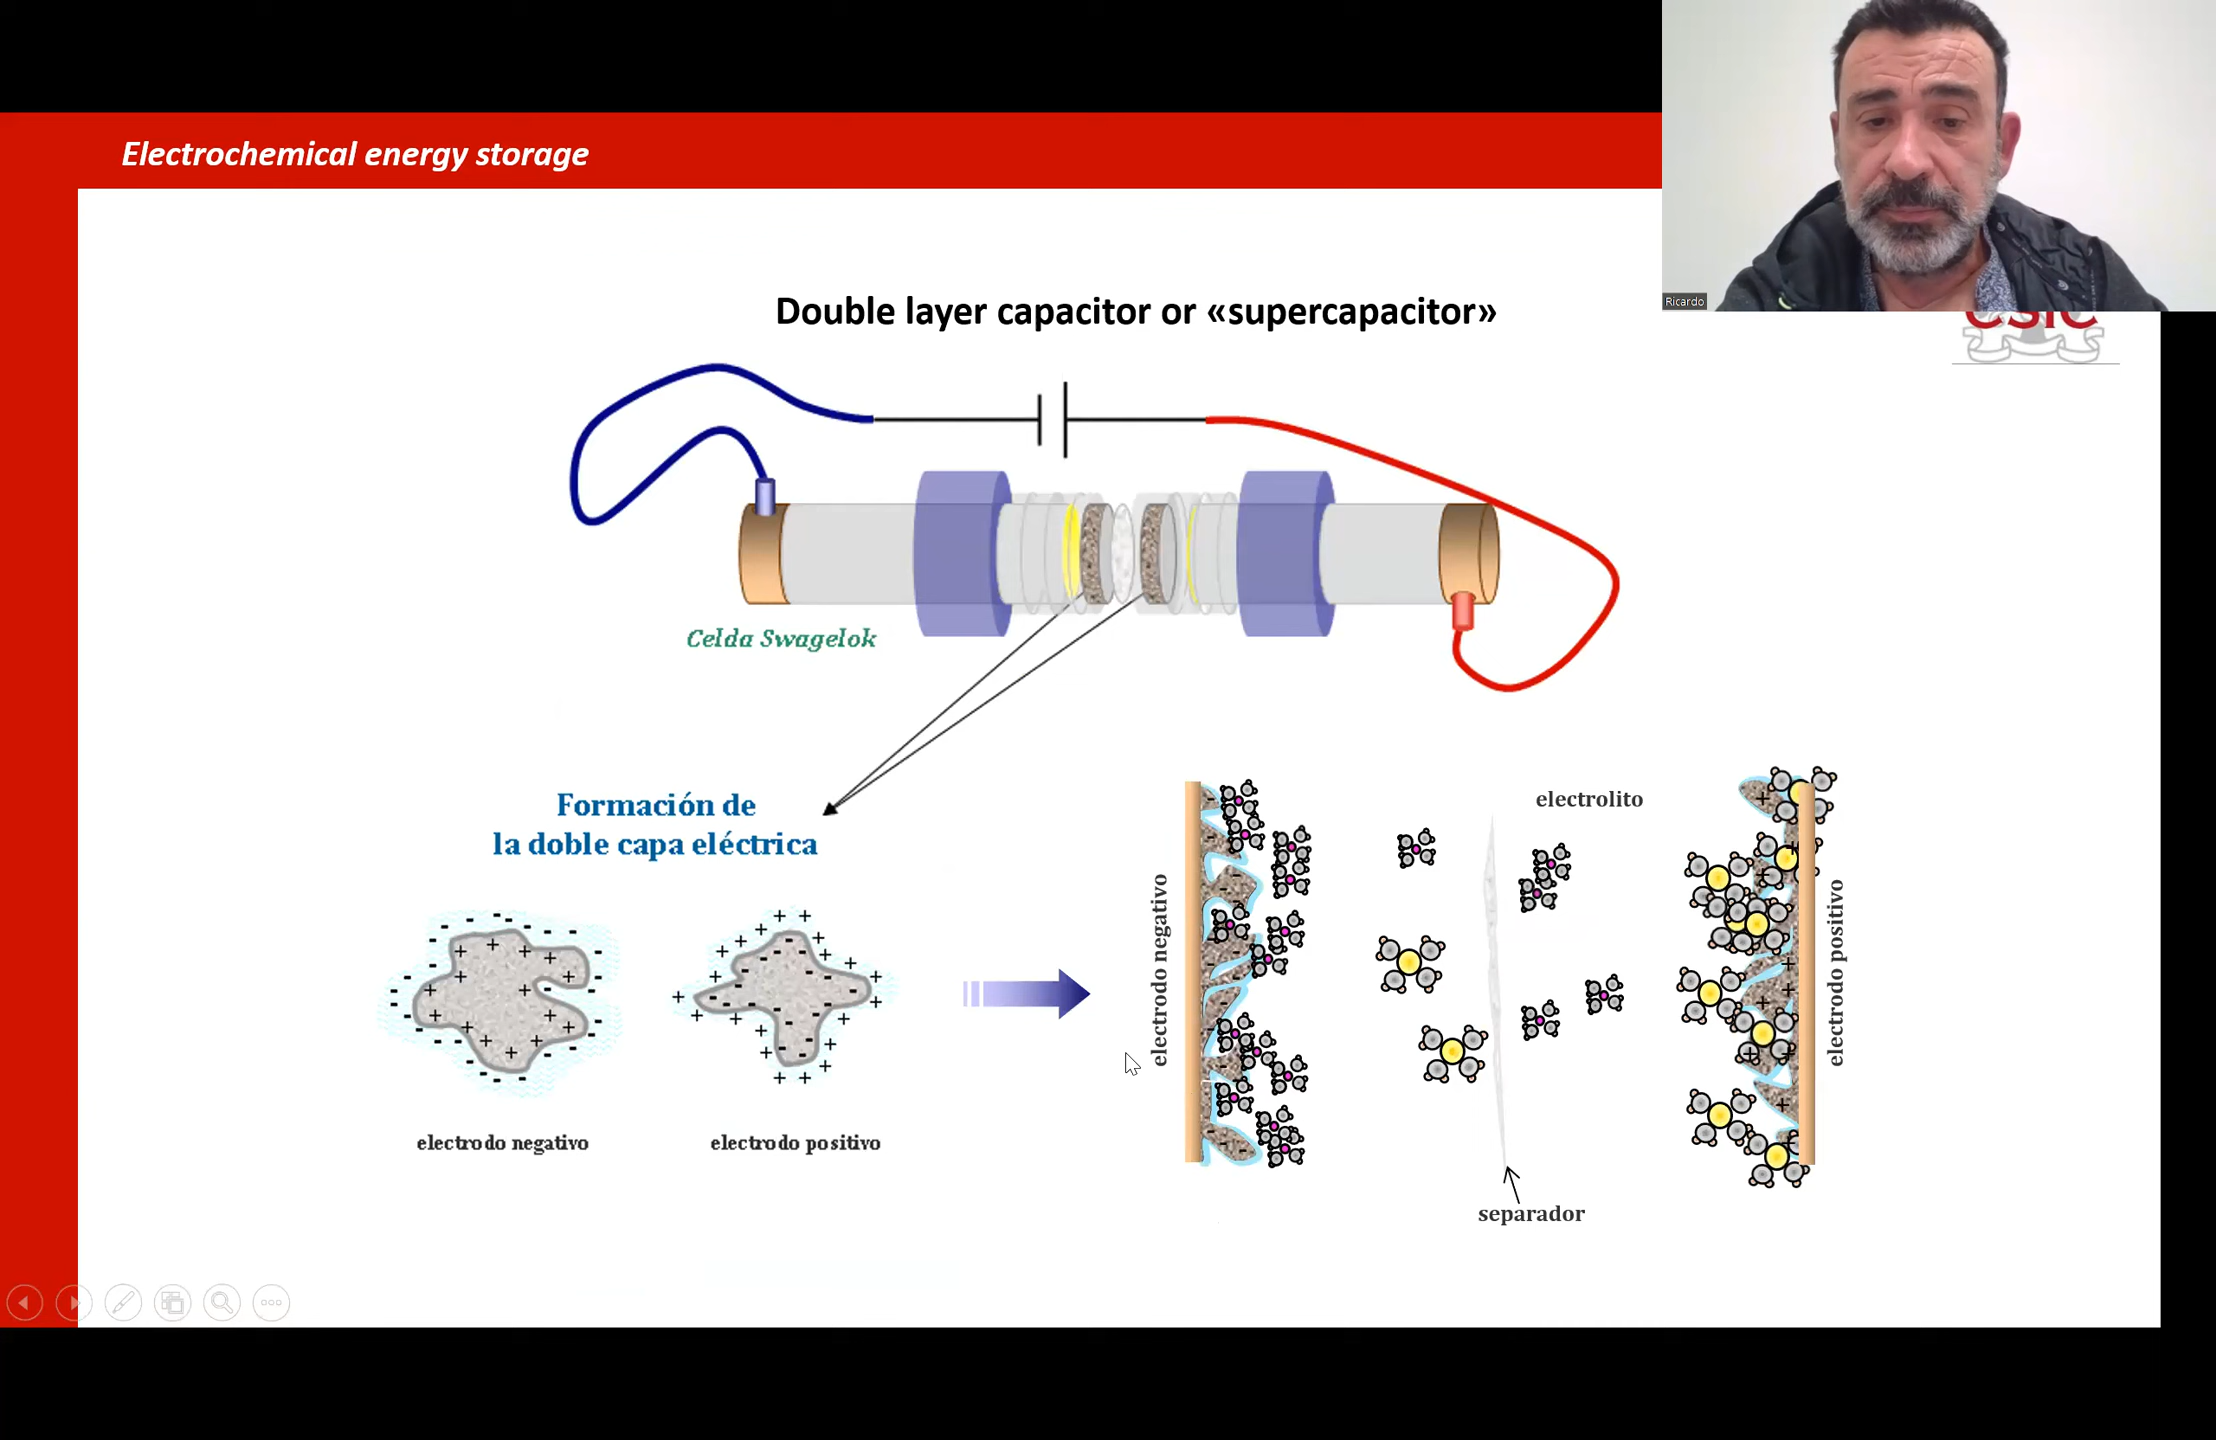 Electrochemical energy storage
Ricardo
CSIC
Double layer capacitor or «supercapacitor»
Celda Swagelok
Formación de
la doble capa eléctrica
electrodo negativo
electrodo positivo
electrodo negativo
electrolito
electrodo positivo
separador